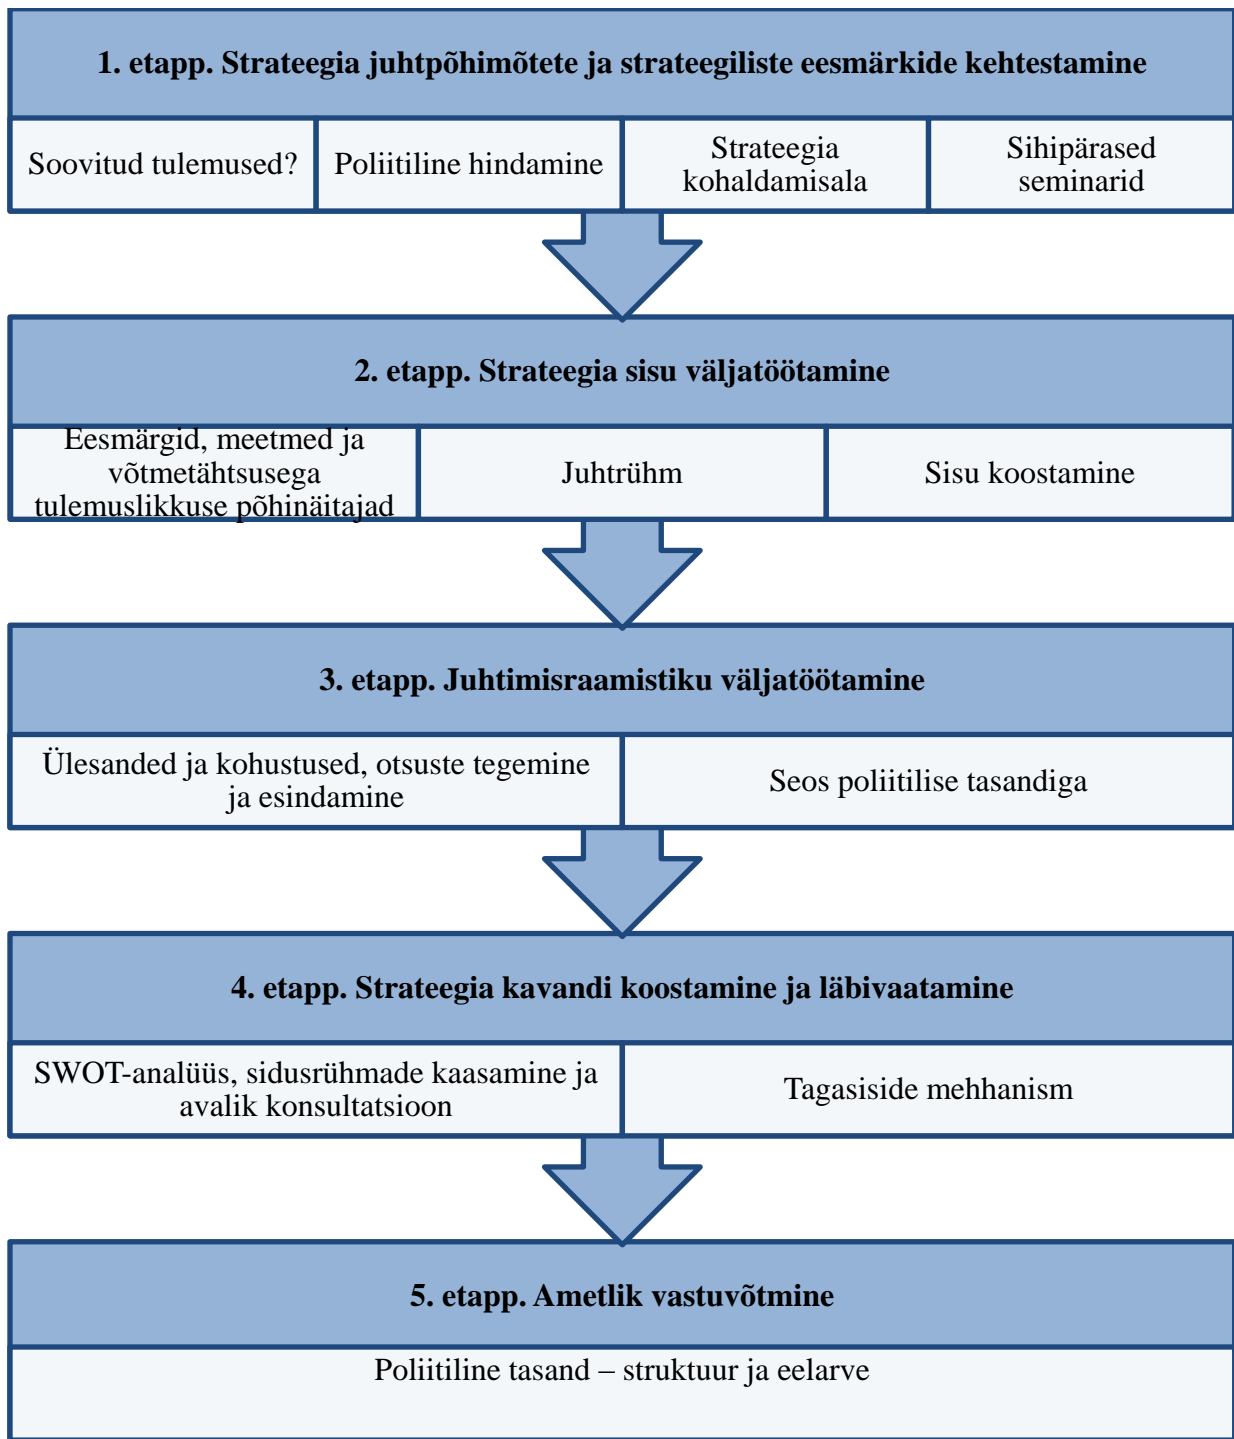 1. etapp. Strateegia juhtpõhimõtete ja strateegiliste eesmärkide kehtestamine
Soovitud tulemused?
Poliitiline hindamine
Strateegia
kohaldamisala
Sihipärased
seminarid
2. etapp. Strateegia sisu väljatöötamine
Eesmärgid, meetmed ja
võtmetähtsusega
tulemuslikkuse põhinäitajad
Juhtrühm
Sisu koostamine
3. etapp. Juhtimisraamistiku väljatöötamine
Ülesanded ja kohustused, otsuste tegemine
ja esindamine
Seos poliitilise tasandiga
4. etapp. Strateegia kavandi koostamine ja läbivaatamine
SWOT-analüüs, sidusrühmade kaasamine ja
avalik konsultatsioon
Tagasiside mehhanism
5. etapp. Ametlik vastuvõtmine
Poliitiline tasand – struktuur ja eelarve